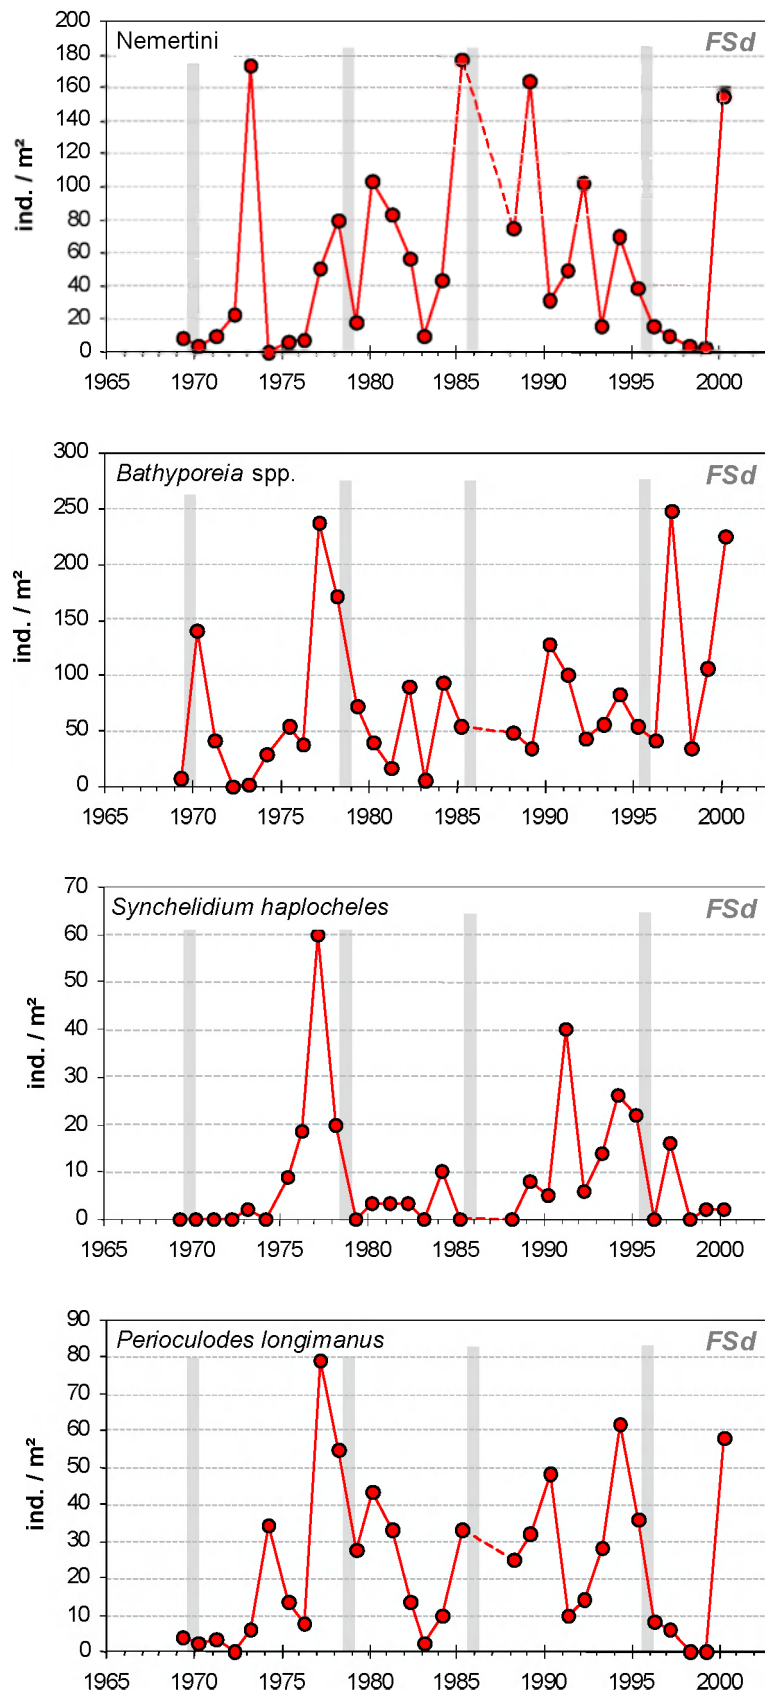 200
180
160
140
120
100
80
60
40
20
0
ind. / m²
Nemertini
FSd
1965 1970 1975 1980 1985 1990 1995 2000
300
250
200
150
100
50
0
ind. / m²
Bathyporeia spp.
FSd
1965 1970 1975 1980 1985 1990 1995 2000
70
60
50
40
30
20
10
0
ind. / m²
Synchelidium haplocheles
FSd
1965 1970 1975 1980 1985 1990 1995 2000
90
80
70
60
50
40
30
20
10
0
ind. / m²
Perioculodes longimanus
FSd
1965 1970 1975 1980 1985 1990 1995 2000